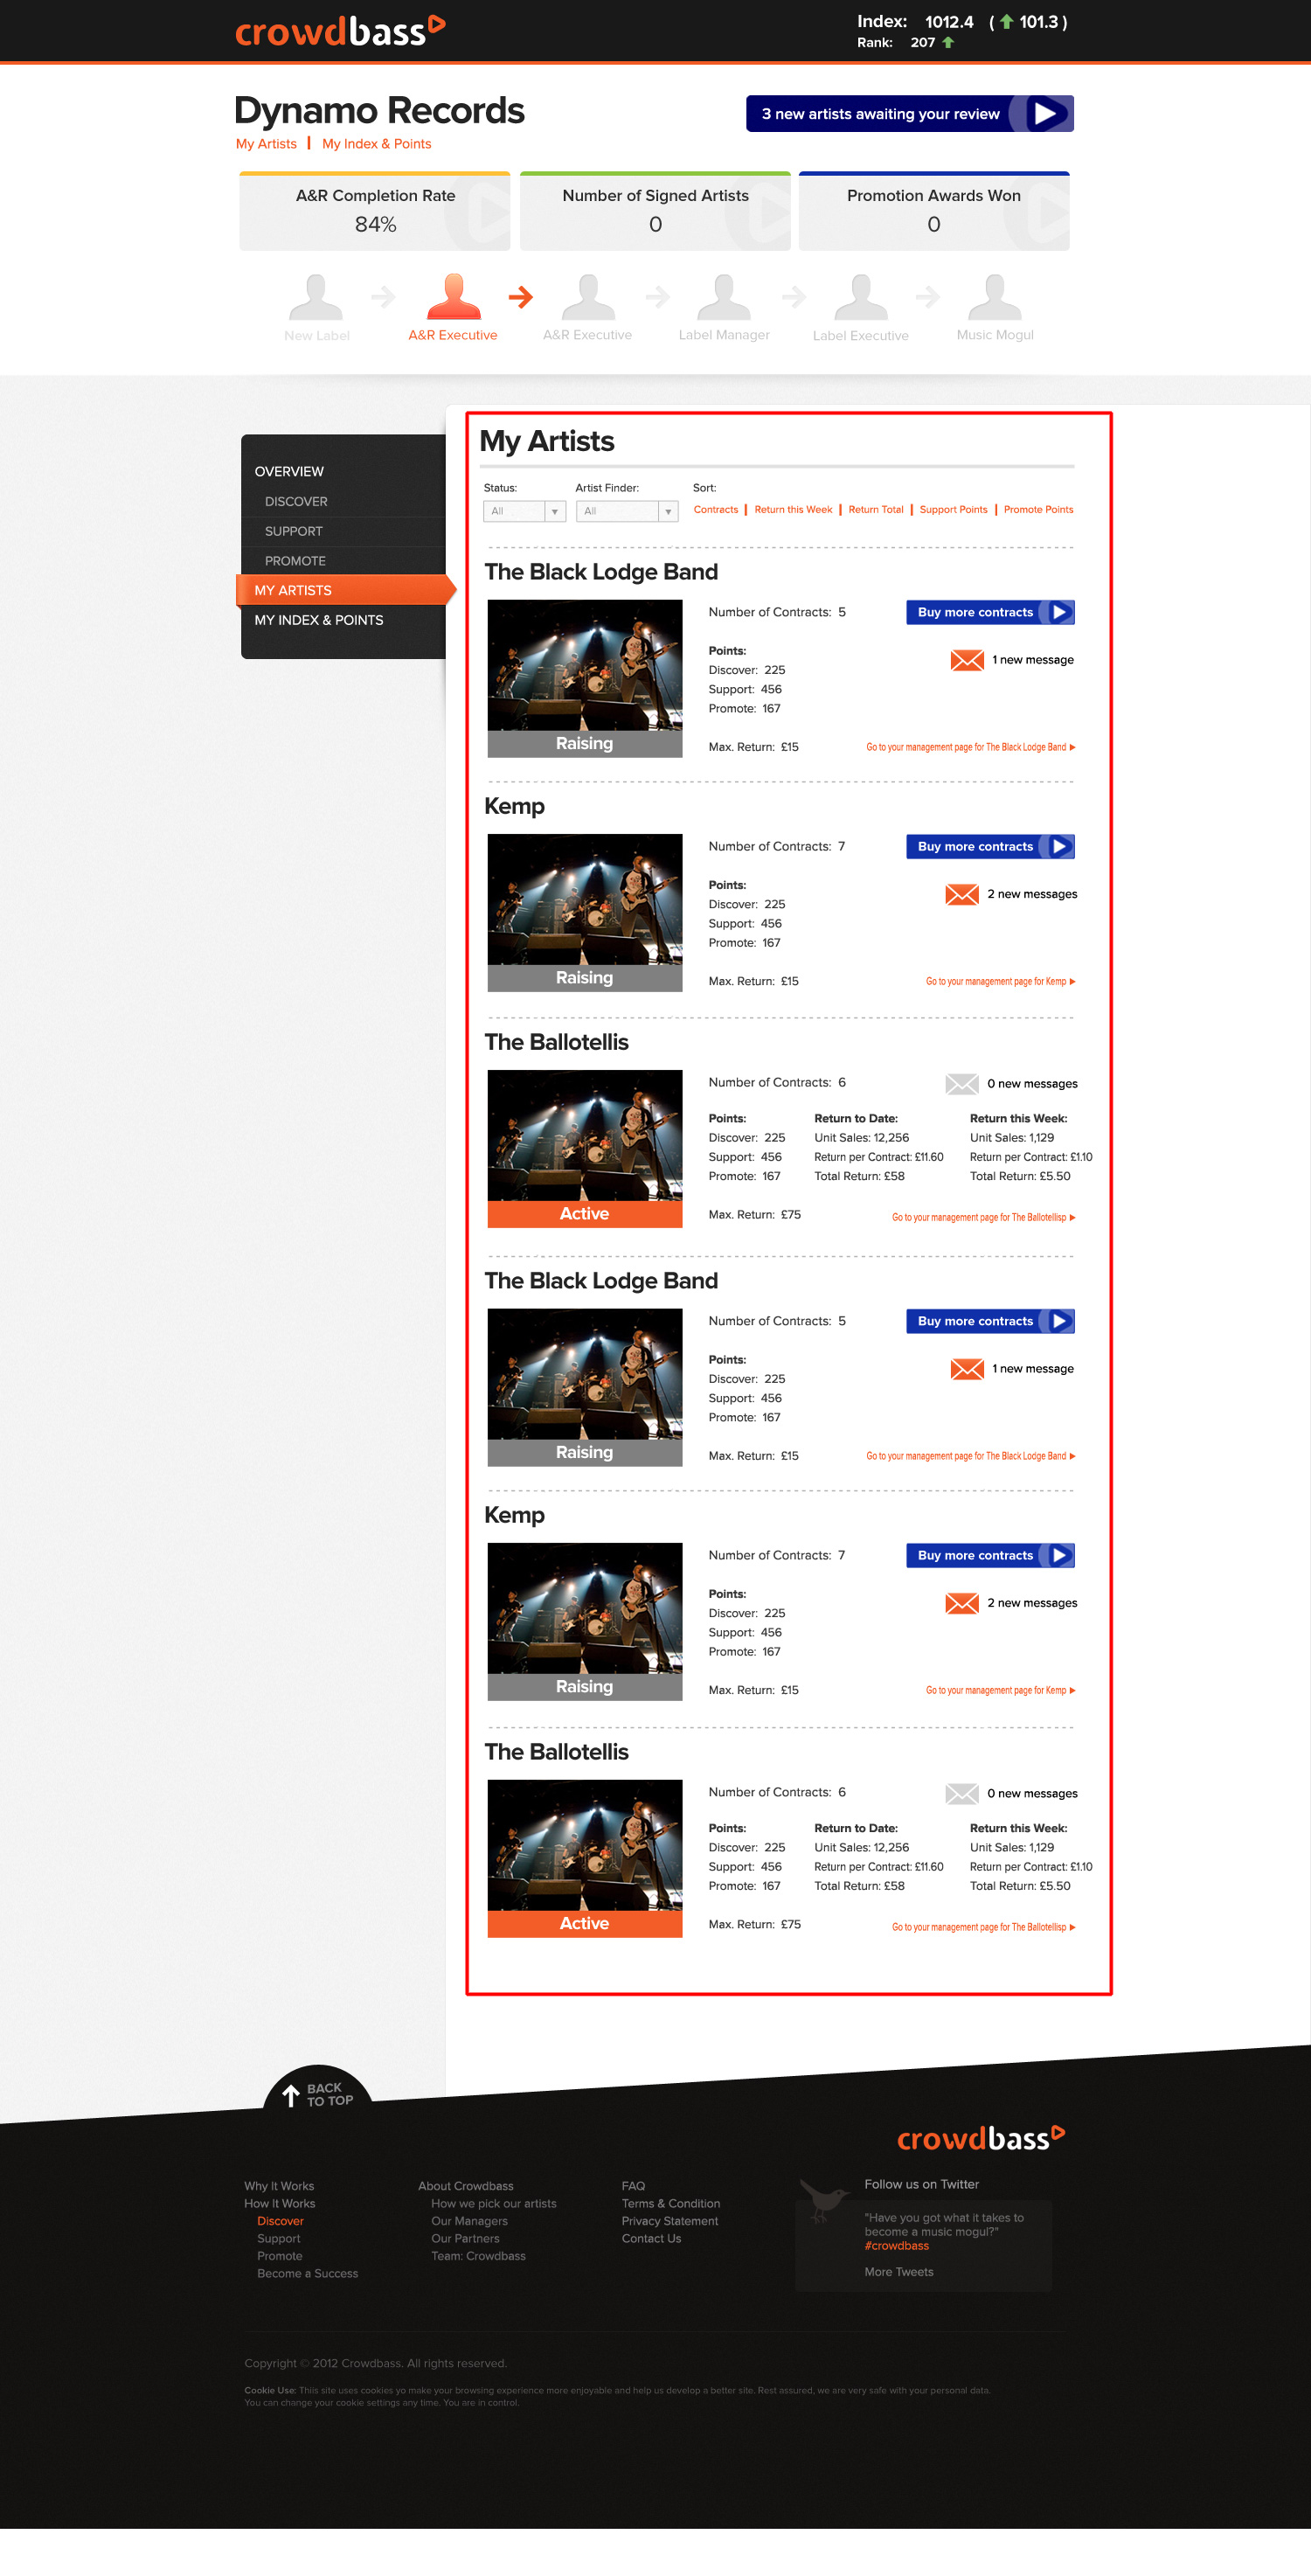 crowdbass
Index: 1012.4 ( 101.3 )
Rank: 207
Dynamo Records
3 new artists awaiting your review
My Artists | My Index & Points
A&R Completion Rate
84%
Number of Signed Artists
0
Promotion Awards Won
0
New Label
A&R Executive
A&R Executive
Label Manager
Label Executive
Music Mogul
OVERVIEW
DISCOVER
SUPPORT
PROMOTE
MY ARTISTS
MY INDEX & POINTS
My Artists
Status:
All
Artist Finder:
All
Sort:
Contracts | Return this Week | Return Total | Support Points | Promote Points
The Black Lodge Band
Raising
Number of Contracts: 5
Buy more contracts
1 new message
Points:
Discover: 225
Support: 456
Promote: 167
Max. Return: £15
Go to your management page for The Black Lodge Band
Kemp
Raising
Number of Contracts: 7
Buy more contracts
2 new messages
Points:
Discover: 225
Support: 456
Promote: 167
Max. Return: £15
Go to your management page for Kemp
The Ballotellis
Active
Number of Contracts: 6
0 new messages
Points:
Discover: 225
Support: 456
Promote: 167
Return to Date:
Unit Sales: 12,256
Return per Contract: £11.60
Total Return: £58
Return this Week:
Unit Sales: 1,129
Return per Contract: £1.10
Total Return: £5.50
Max. Return: £75
Go to your management page for The Ballotellisp
The Black Lodge Band
Raising
Number of Contracts: 5
Buy more contracts
1 new message
Points:
Discover: 225
Support: 456
Promote: 167
Max. Return: £15
Go to your management page for The Black Lodge Band
Kemp
Raising
Number of Contracts: 7
Buy more contracts
2 new messages
Points:
Discover: 225
Support: 456
Promote: 167
Max. Return: £15
Go to your management page for Kemp
The Ballotellis
Active
Number of Contracts: 6
0 new messages
Points:
Discover: 225
Support: 456
Promote: 167
Return to Date:
Unit Sales: 12,256
Return per Contract: £11.60
Total Return: £58
Return this Week:
Unit Sales: 1,129
Return per Contract: £1.10
Total Return: £5.50
Max. Return: £75
Go to your management page for The Ballotellisp
BACK
TO TOP
crowdbass
Why It Works
How It Works
Discover
Support
Promote
Become a Success
About Crowdbass
How we pick our artists
Our Managers
Our Partners
Team: Crowdbass
FAQ
Terms & Condition
Privacy Statement
Contact Us
Follow us on Twitter
"Have you got what it takes to
become a music mogul?"
#crowdbass
More Tweets
Copyright © 2012 Crowdbass. All rights reserved.
Cookie Use: Thiis site uses cookies yo make your browsing experience more enjoyable and help us develop a better site. Rest assured, we are very safe with your personal data.
You can change your cookie settings any time. You are in control.